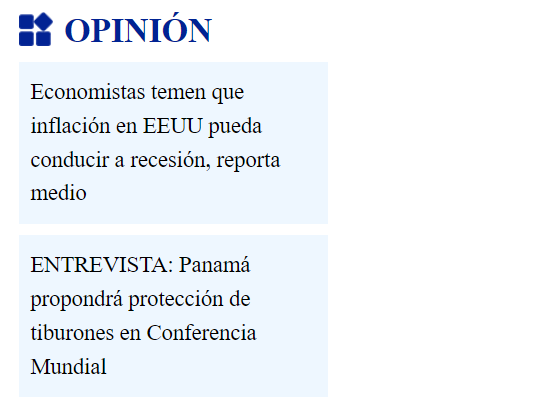 OPINIÓN
Economistas temen que
inflación en EEUU pueda
conducir a recesión, reporta
medio
ENTREVISTA: Panamá
propondrá protección de
tiburones en Conferencia
Mundial